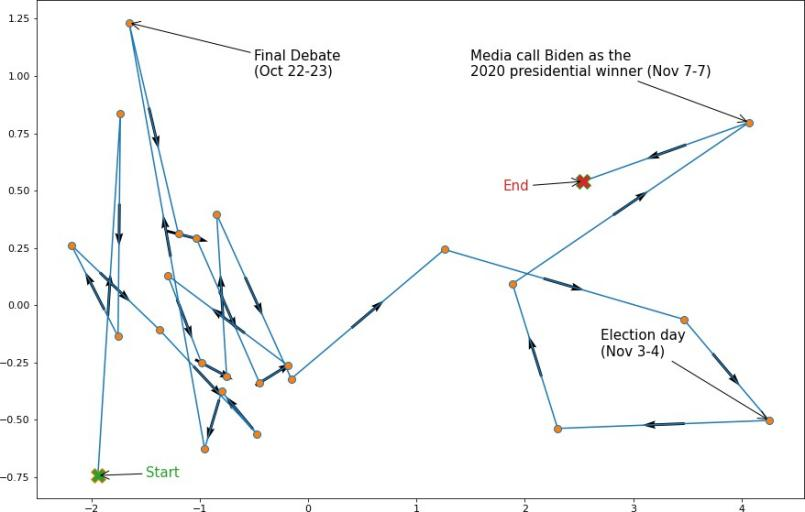 1.25
1.00
0.75
0.50
0.25
0.00
−0.25
−0.50
−0.75
Final Debate
(Oct 22-23)
Media call Biden as the
2020 presidential winner (Nov 7-7)
End
Election day
(Nov 3-4)
Start
−2
−1
0
1
2
3
4